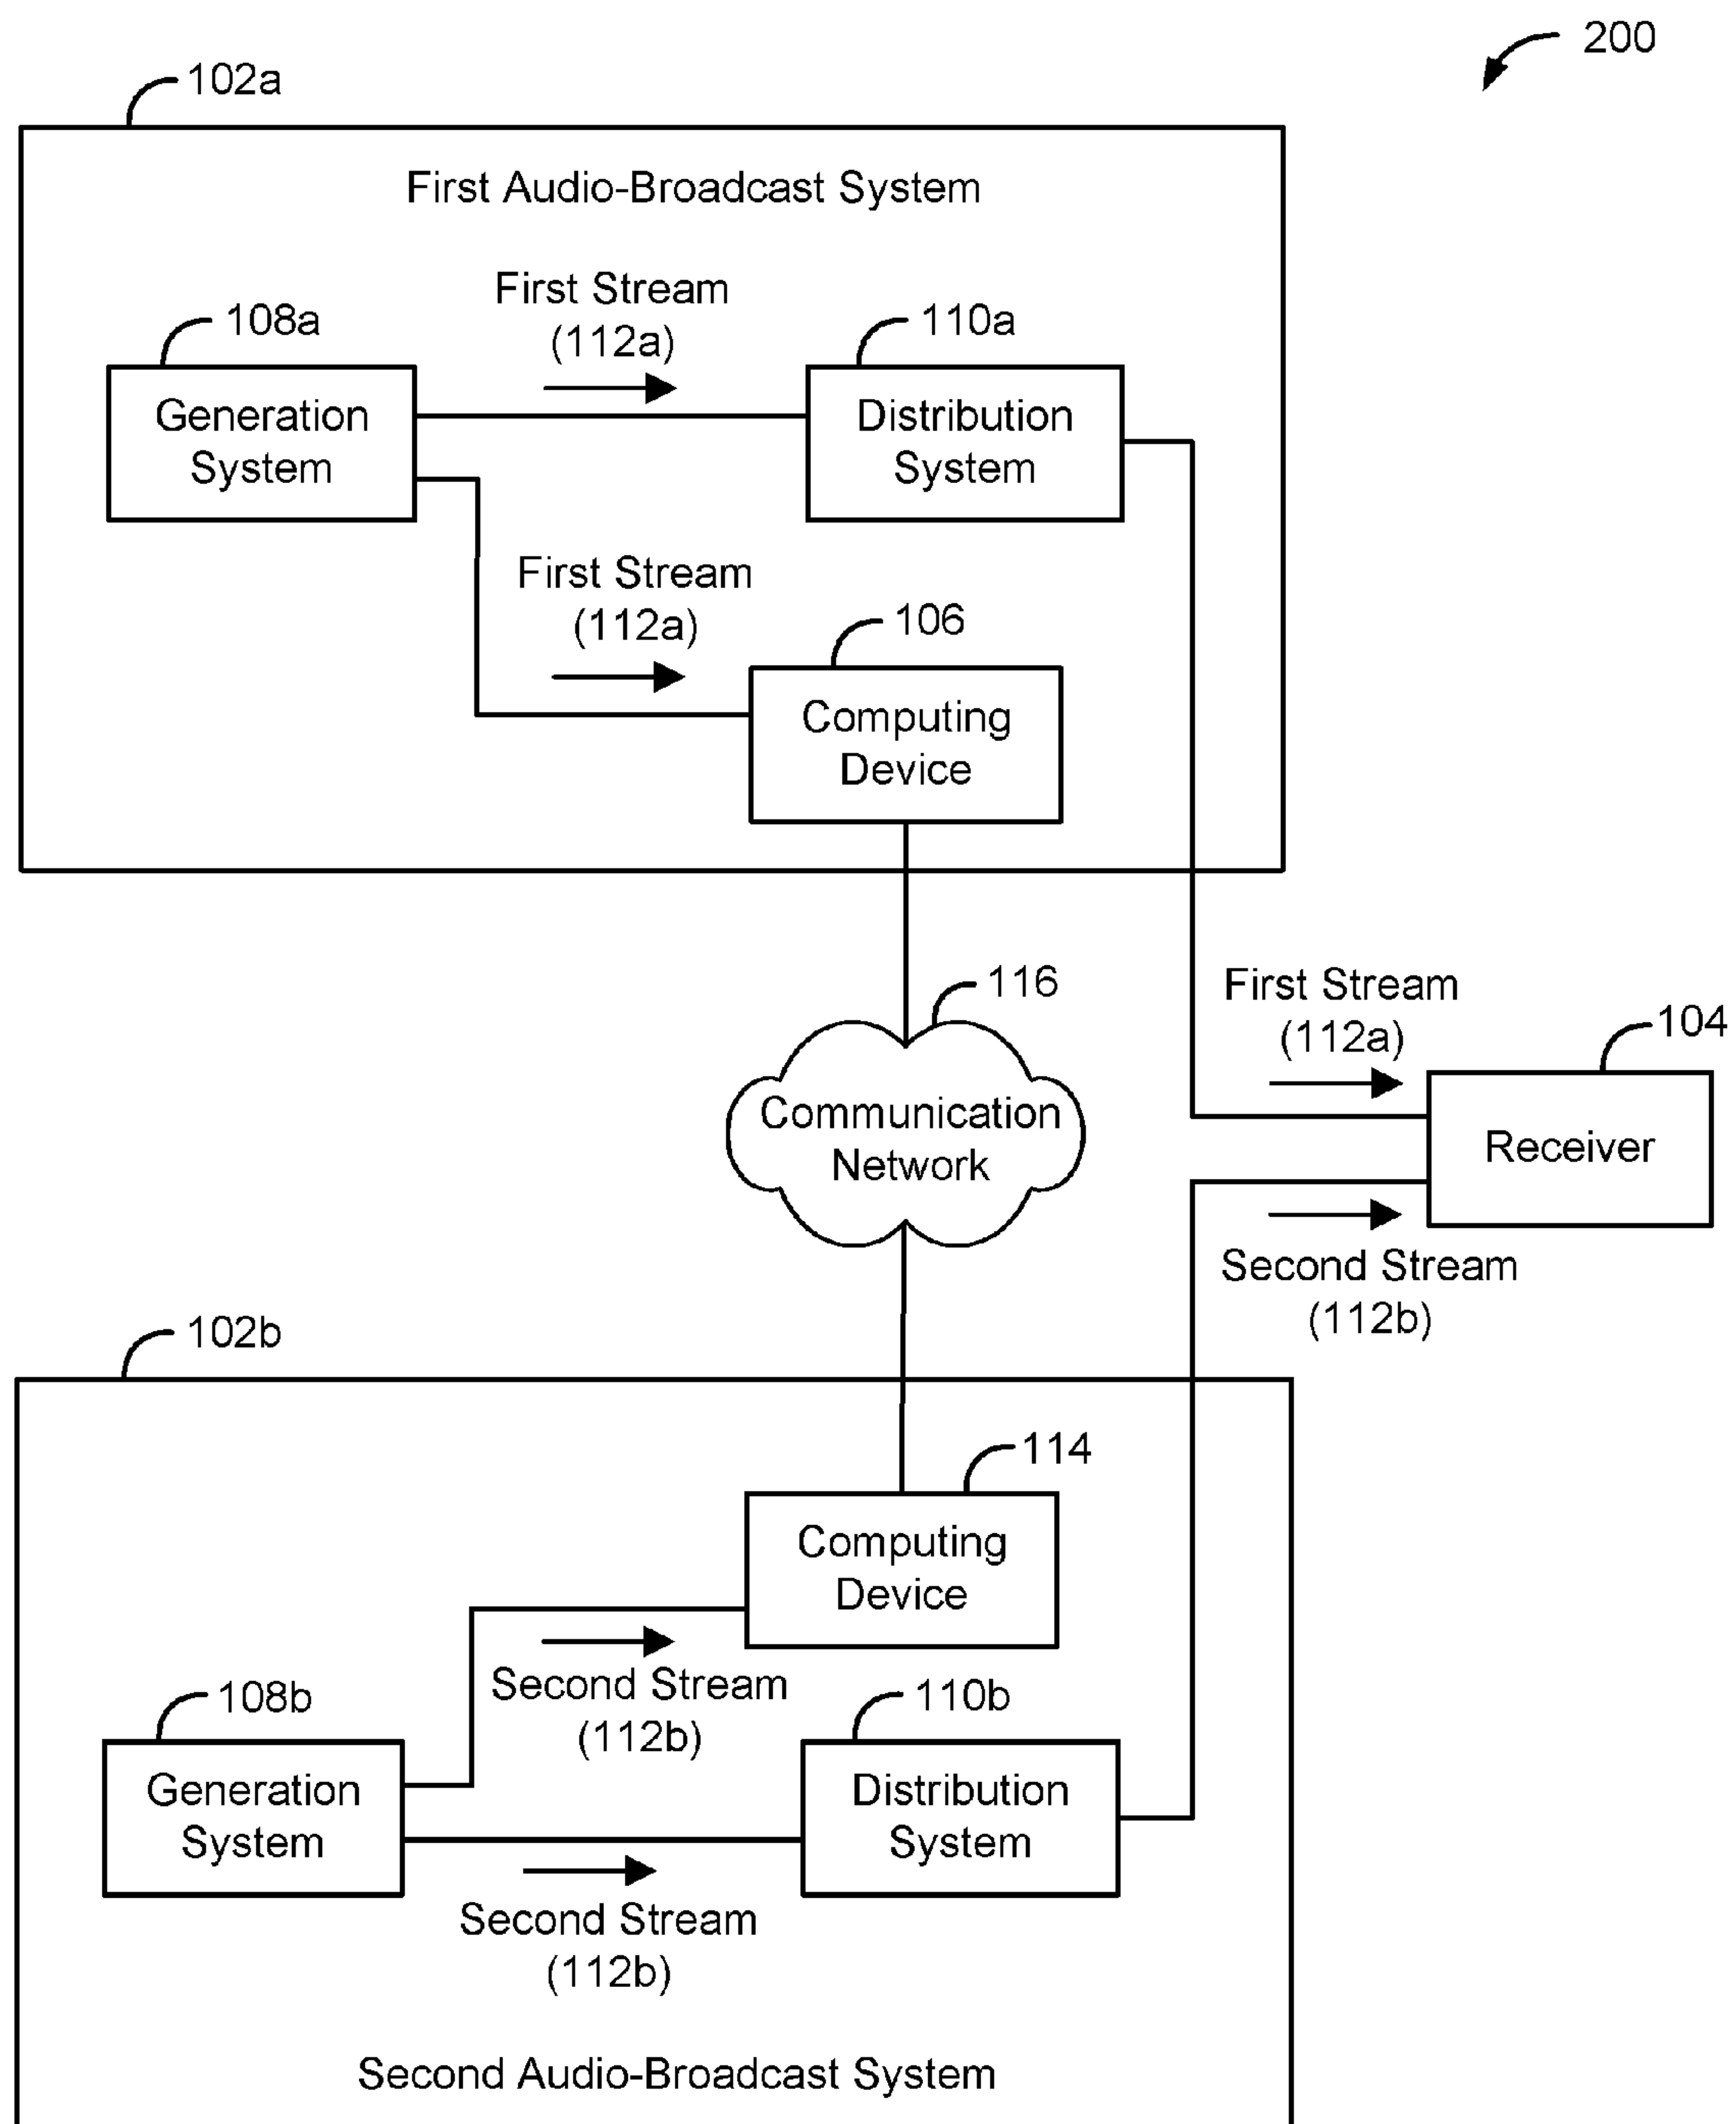 200
102a
First Audio-Broadcast System
First Stream
(112a)
108a
110a
Generation
System
Distribution
System
First Stream
(112a)
106
Computing
Device
116
First Stream
(112a)
104
Communication
Network
Receiver
Second Stream
(112b)
102b
114
Computing
Device
Second Stream
(112b)
108b
110b
Generation
System
Distribution
System
Second Stream
(112b)
Second Audio-Broadcast System